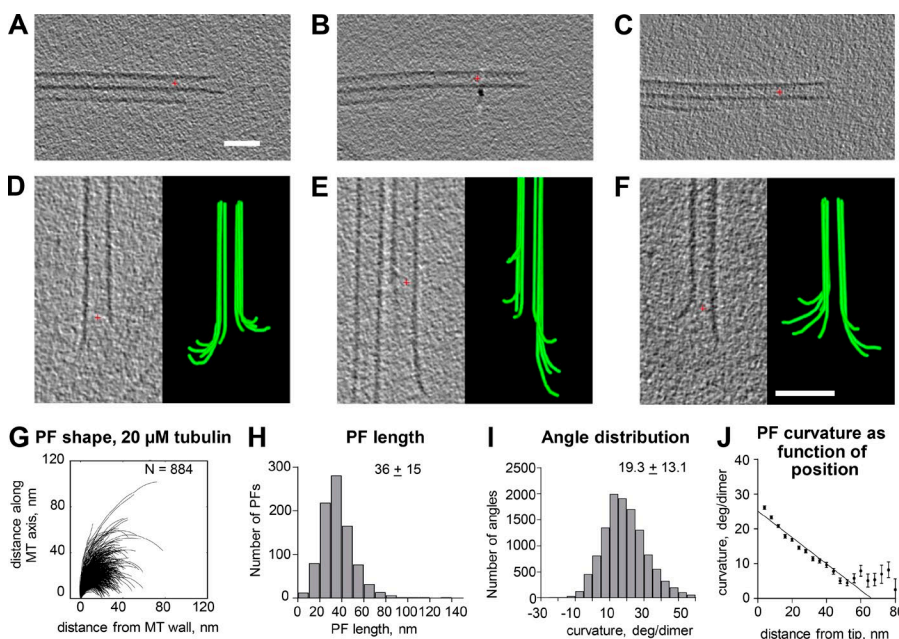 A
B
C
D
E
F
G PF shape, 20 µM tubulin
N = 884
distance along
MT axis, nm
120
80
40
0
0 40 60 80 120
distance from MT wall, nm
H PF length
36 ± 15
Number of PFs
300
200
100
0
0 20 40 60 80 100 120 140
PF length, nm
I Angle distribution
19.3 ± 13.1
Number of angles
2500
2000
1500
1000
500
0
-30 -10 10 30 50
curvature, deg/dimer
J PF curvature as
function of
position
curvature, deg/dimer
40
30
20
10
0
0 20 40 60 80
distance from tip, nm